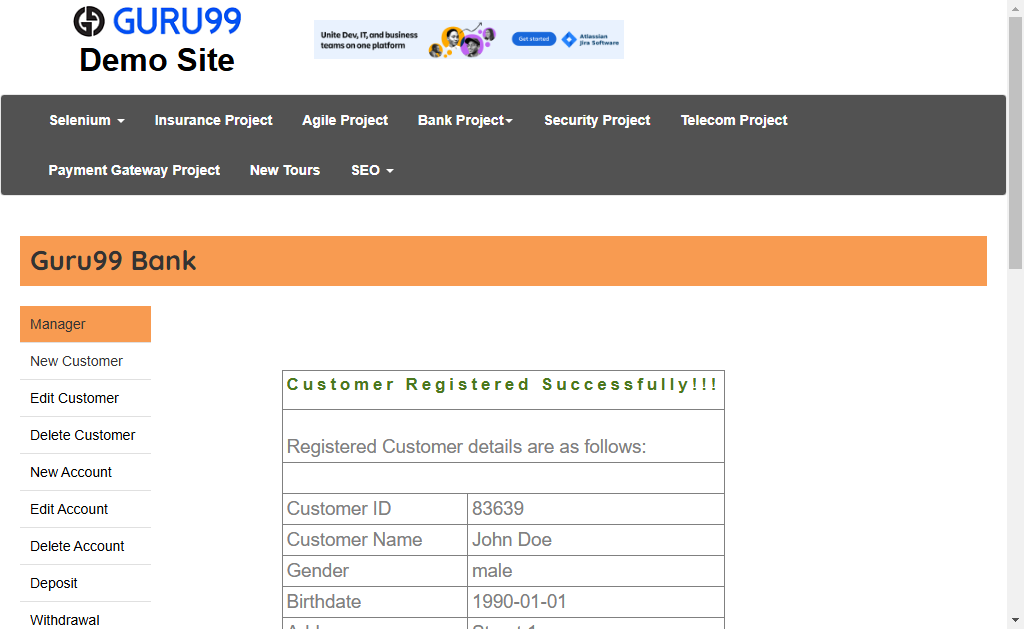 GURU99
Demo Site
Unite Dev, IT, and business
teams on one platform
Get started
Atlassian
Jira Software
Selenium
Insurance Project
Agile Project
Bank Project
Security Project
Telecom Project
Payment Gateway Project
New Tours
SEO
Guru99 Bank
Manager
New Customer
Edit Customer
Delete Customer
New Account
Edit Account
Delete Account
Deposit
Withdrawal
Customer Registered Successfully!!!
Registered Customer details are as follows:
Customer ID 83639
Customer Name John Doe
Gender male
Birthdate 1990-01-01